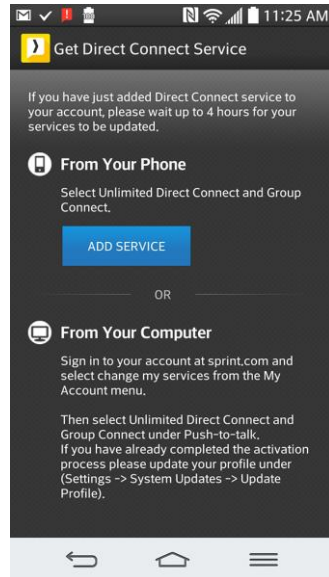 11:25 AM
Get Direct Connect Service
If you have just added Direct Connect service to
your account, please wait up to 4 hours for your
services to be updated.
From Your Phone
Select Unlimited Direct Connect and Group
Connect.
ADD SERVICE
OR
From Your Computer
Sign in to your account at sprint.com and
select change my services from the My
Account menu.
Then select Unlimited Direct Connect and
Group Connect under Push-to-talk.
If you have already completed the activation
process please update your profile under
(Settings -> System Updates -> Update
Profile).